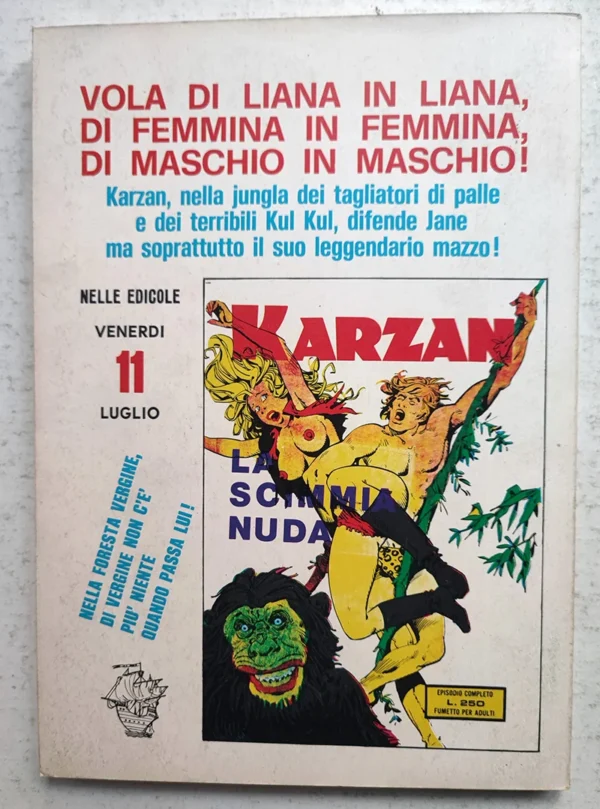 VOLA DI LIANA IN LIANA,
DI FEMMINA IN FEMMINA,
DI MASCHIO IN MASCHIO!
Karzan, nella jungla dei tagliatori di palle
e dei terribili Kul Kul, difende Jane
ma soprattutto il suo leggendario mazzo!
NELLE EDICOLE
VENERDI
11
LUGLIO
NELLA FORESTA VERGINE,
DI VERGINE NON C'E'
PIU' NIENTE
QUANDO PASSA LUI!
KARZAN
LA
SCIMMIA
NUDA
EPISODIO COMPLETO
L. 250
FUMETTO PER ADULTI